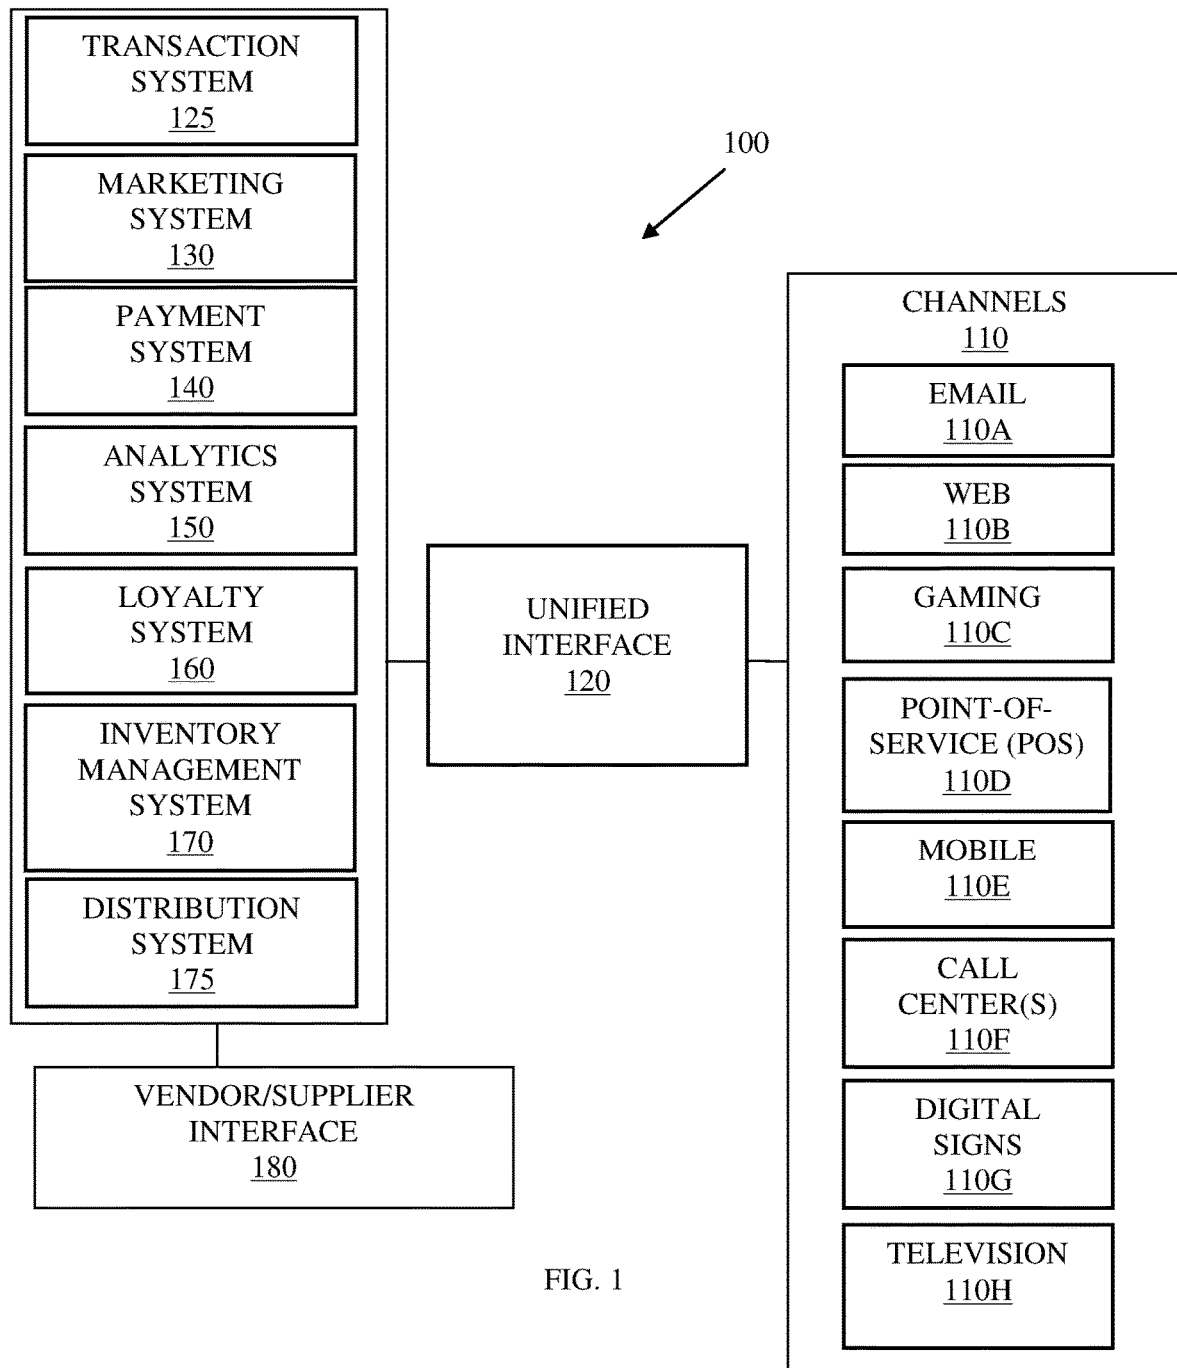 TRANSACTION
SYSTEM
125
MARKETING
SYSTEM
130
PAYMENT
SYSTEM
140
ANALYTICS
SYSTEM
150
LOYALTY
SYSTEM
160
INVENTORY
MANAGEMENT
SYSTEM
170
DISTRIBUTION
SYSTEM
175
VENDOR/SUPPLIER
INTERFACE
180
UNIFIED
INTERFACE
120
100
CHANNELS
110
EMAIL
110A
WEB
110B
GAMING
110C
POINT-OF-
SERVICE (POS)
110D
MOBILE
110E
CALL
CENTER(S)
110F
DIGITAL
SIGNS
110G
TELEVISION
110H
FIG. 1